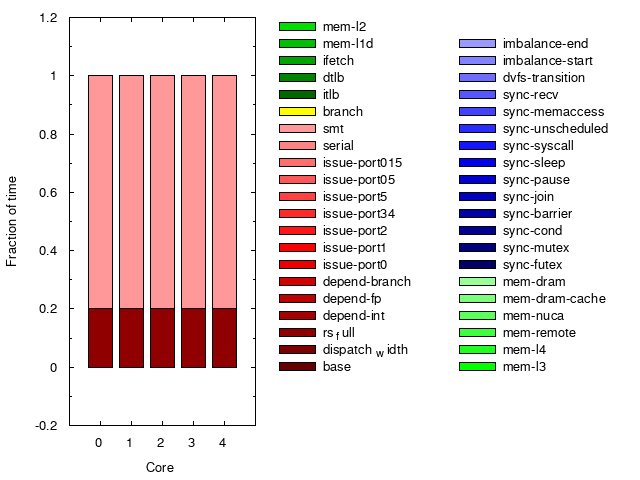 1.2
1
0.8
0.6
0.4
0.2
0
-0.2
Fraction of time
0 1 2 3 4
Core
mem-l2
mem-l1d
ifetch
dtlb
itlb
branch
smt
serial
issue-port015
issue-port05
issue-port5
issue-port34
issue-port2
issue-port1
issue-port0
depend-branch
depend-fp
depend-int
rs_full
dispatch_width
base
imbalance-end
imbalance-start
dvfs-transition
sync-recv
sync-memaccess
sync-unscheduled
sync-syscall
sync-sleep
sync-pause
sync-join
sync-barrier
sync-cond
sync-mutex
sync-futex
mem-dram
mem-dram-cache
mem-nuca
mem-remote
mem-l4
mem-l3